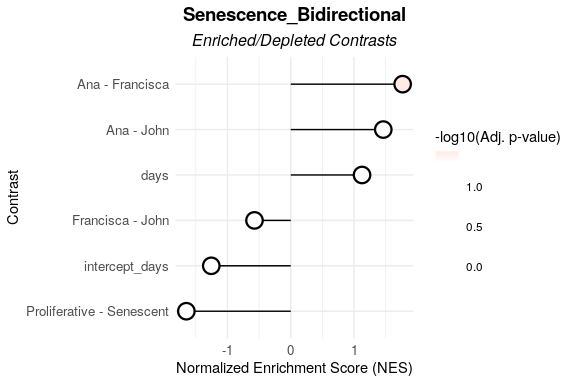 Senescence_Bidirectional
Enriched/Depleted Contrasts
Contrast
Ana - Francisca
Ana - John
days
Francisca - John
intercept_days
Proliferative - Senescent
-1
0
1
Normalized Enrichment Score (NES)
-log10(Adj. p-value)
1.0
0.5
0.0